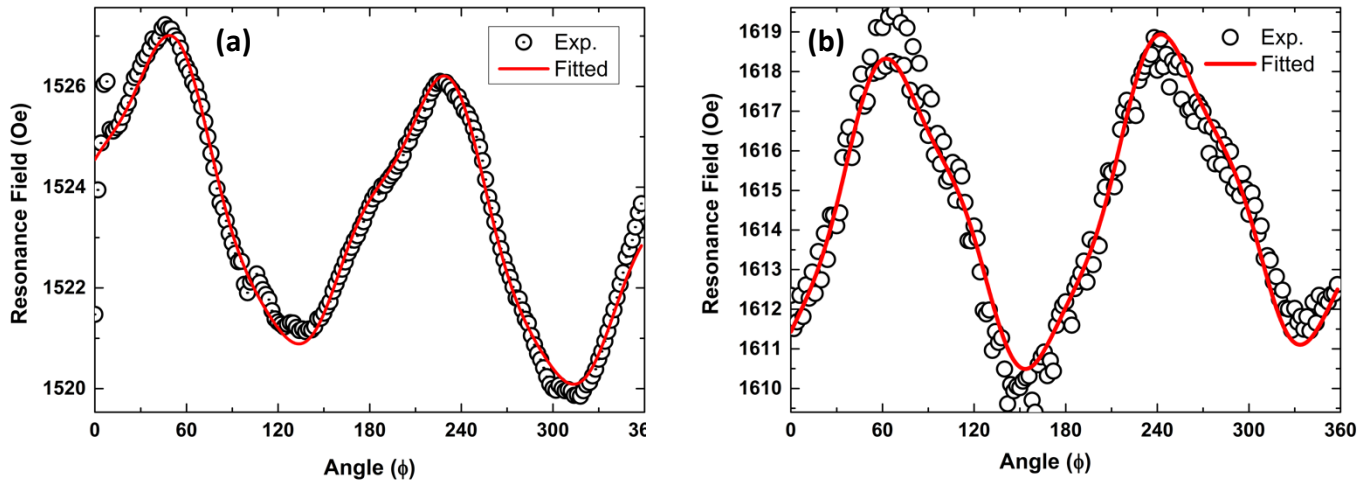 (a)
Exp.
Fitted
1526
1524
1522
1520
Resonance Field (Oe)
0 60 120 180 240 300 36
Angle (ϕ)
(b)
Exp.
Fitted
1619
1618
1617
1616
1615
1614
1613
1612
1611
1610
Resonance Field (Oe)
0 60 120 180 240 300 360
Angle (ϕ)